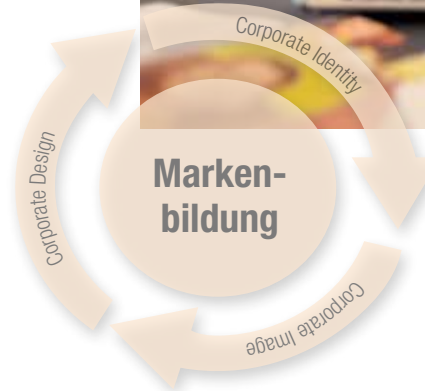 Corporate Identity
Marken-
bildung
Corporate Design
Corporate Image